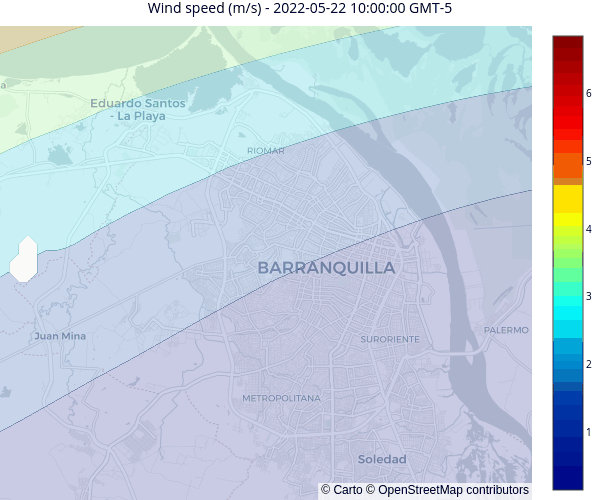 Wind speed (m/s) - 2022-05-22 10:00:00 GMT-5
a
Eduardo Santos
- La Playa
RIOMAR
BARRANQUILLA
Juan Mina
SURORIENTE
PALERMO
METROPOLITANA
Soledad
© Carto © OpenStreetMap contributors
6
5
4
3
2
1